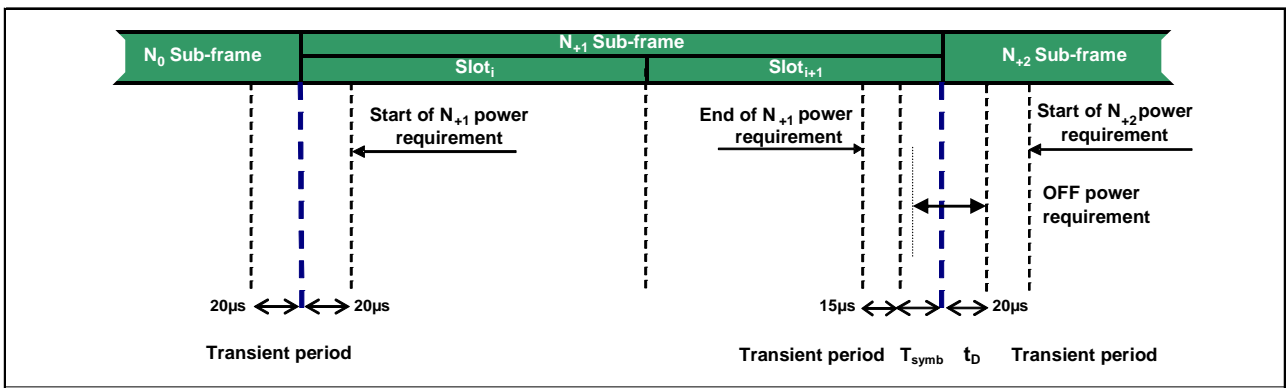 N0 Sub-frame
N+1 Sub-frame
N+2 Sub-frame
Sloti
Sloti+1
Start of N+1 power
requirement
End of N+1 power
requirement
Start of N+2 power
requirement
OFF power
requirement
20μs
20μs
15μs
20μs
Transient period
Transient period
Tsymb
tD
Transient period